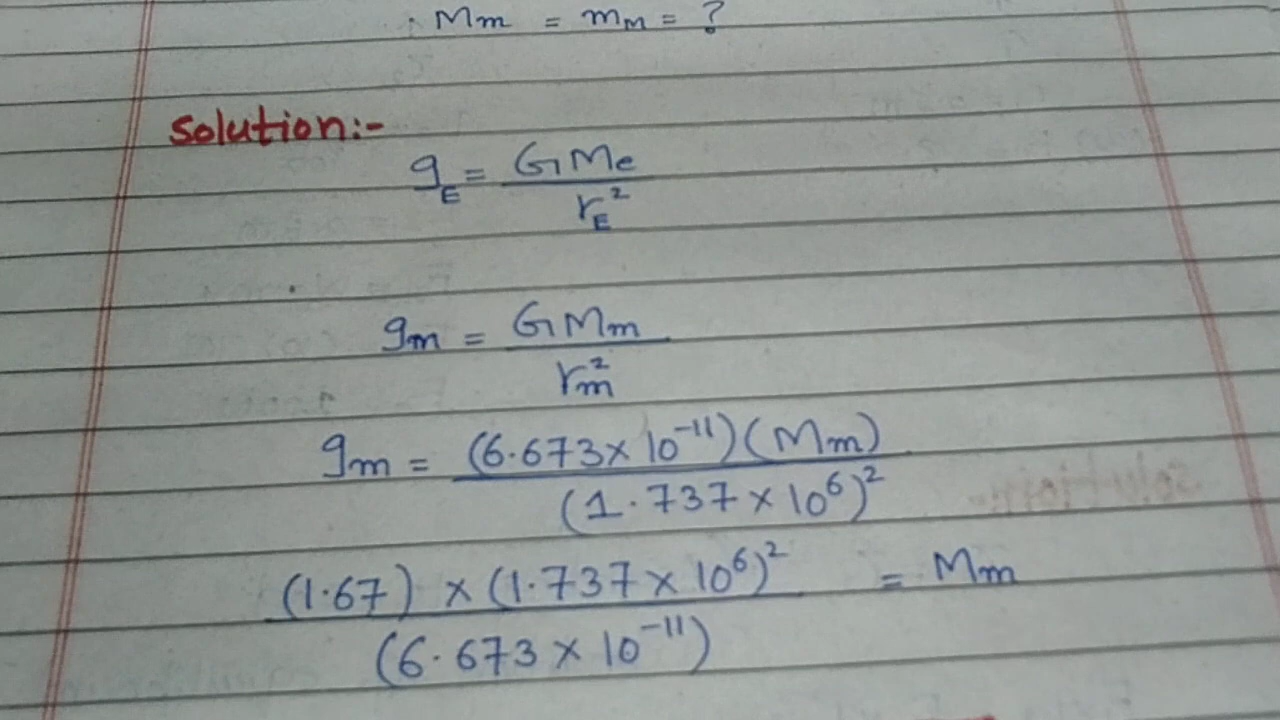 Mm = mM = ?
Solution:-
gE = GMe / rE²
gm = GMm / rm²
gm = (6.673 × 10⁻¹¹)(Mm) / (1.737 × 10⁶)²
(1.67) × (1.737 × 10⁶)² / (6.673 × 10⁻¹¹) = Mm